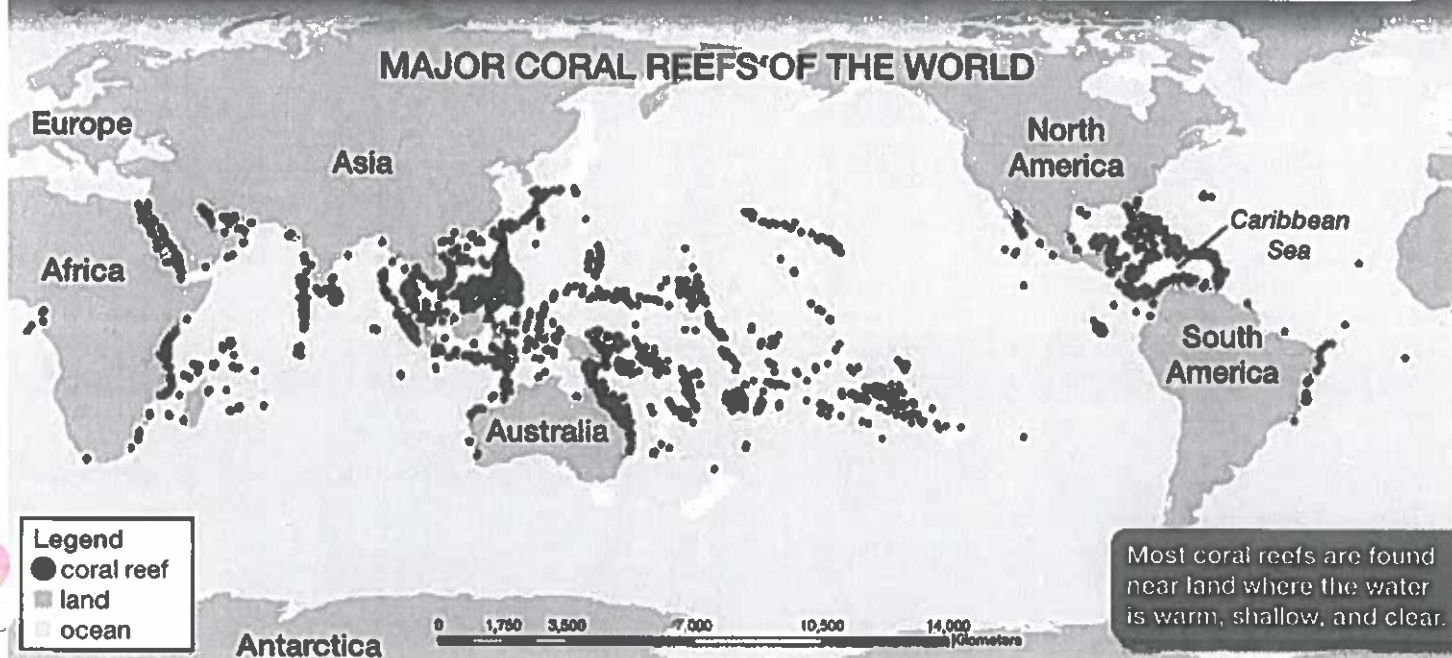 MAJOR CORAL REEFS OF THE WORLD
Europe
Asia
North
America
Caribbean
Sea
Africa
South
America
Australia
Legend
coral reef
land
ocean
Antarctica
0 1,750 3,500 7,000 10,500 14,000
Kilometers
Most coral reefs are found
near land where the water
is warm, shallow, and clear.